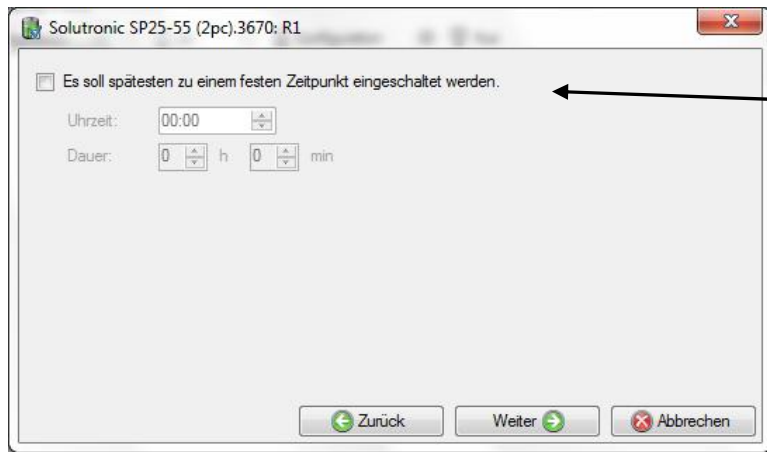 Solutronic SP25-55 (2pc).3670: R1
Es soll spätesten zu einem festen Zeitpunkt eingeschaltet werden.
Uhrzeit: 00:00
Dauer: 0 h 0 min
Zurück Weiter Abbrechen